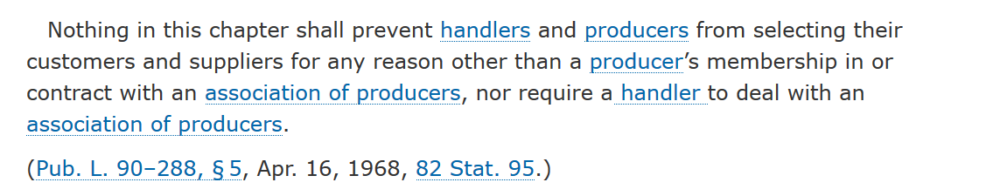 Nothing in this chapter shall prevent handlers and producers from selecting their
customers and suppliers for any reason other than a producer’s membership in or
contract with an association of producers, nor require a handler to deal with an
association of producers.
(Pub. L. 90–288, § 5, Apr. 16, 1968, 82 Stat. 95.)